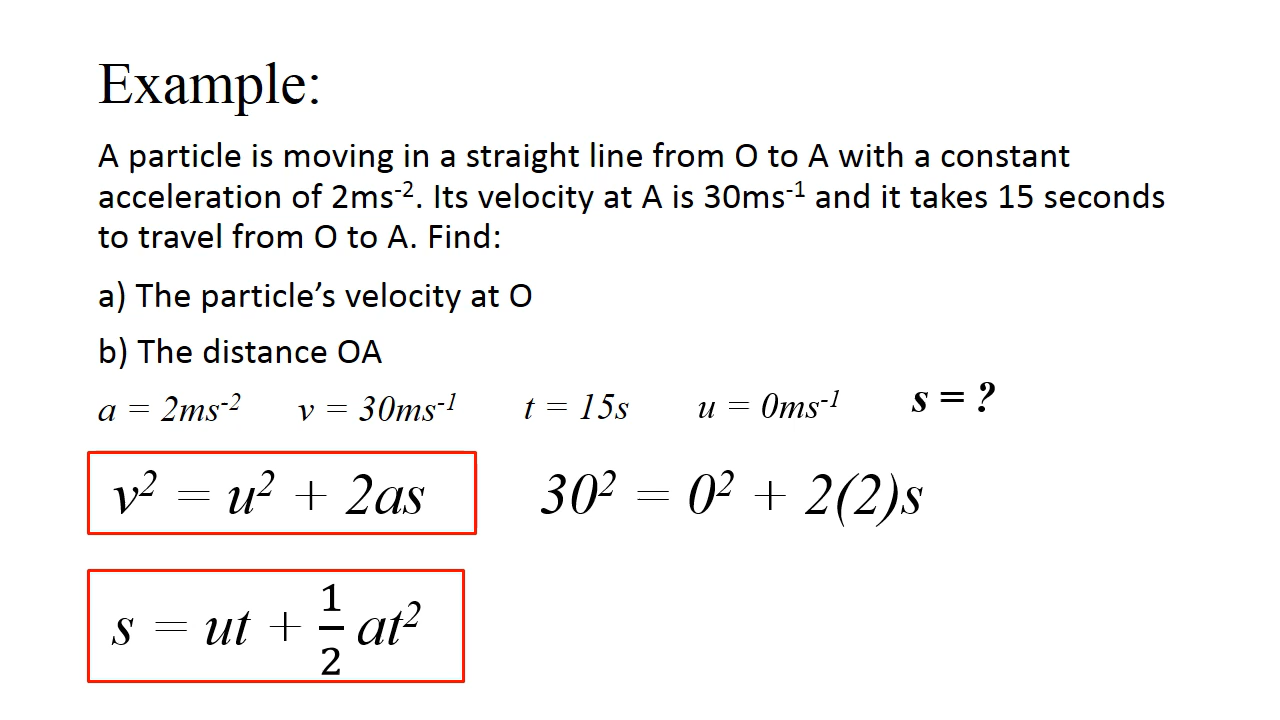 Example:
A particle is moving in a straight line from O to A with a constant
acceleration of 2ms⁻². Its velocity at A is 30ms⁻¹ and it takes 15 seconds
to travel from O to A. Find:
a) The particle’s velocity at O
b) The distance OA
a = 2ms⁻² v = 30ms⁻¹ t = 15s u = 0ms⁻¹ s = ?
v² = u² + 2as 30² = 0² + 2(2)s
s = ut + 1/2 at²